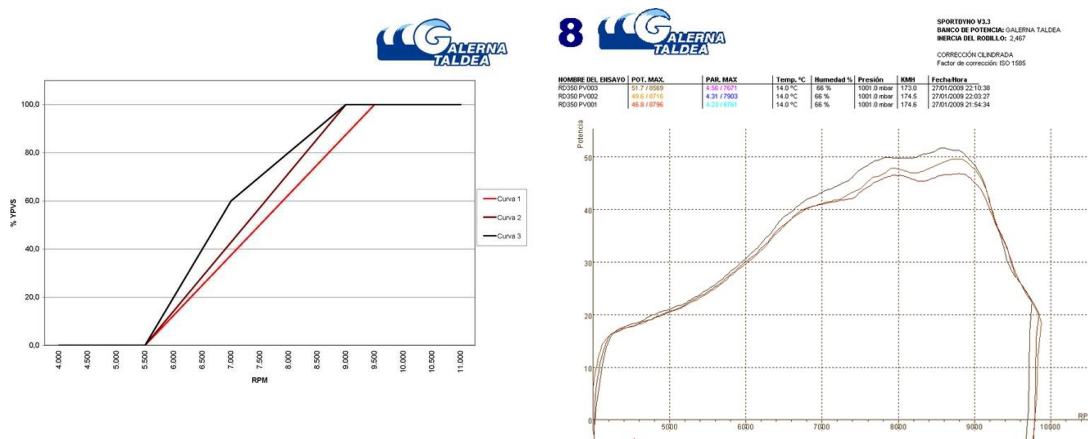 GALERNA
TALDEA
100,0
80,0
60,0
40,0
20,0
0,0
% YPVS
4.000
5.000
4.500
5.500
6.000
6.500
7.000
7.500
8.000
8.500
9.000
9.500
10.000
10.500
11.000
RPM
Curva 1
Curva 2
Curva 3
8
GALERNA
TALDEA
SPORTDYNO V3.3
BANCO DE POTENCIA: GALERNA TALDEA
INERCIA DEL RODILLO: 2,467
CORRECCIÓN CILINDRADA
Factor de corrección: ISO 1585
NOMBRE DEL ENSAYO POT. MAX. PAR. MAX Temp. °C Humedad % Presión KMH Fecha/Hora
RD350 PV003 51.7 / 8569 4.56 / 7671 14.0 °C 66 % 1001.0 mbar 173.0 27/01/2009 22:10:38
RD350 PV002 49.6 / 8716 4.31 / 7903 14.0 °C 66 % 1001.0 mbar 174.5 27/01/2009 22:03:27
RD350 PV001 46.8 / 8796 14.0 °C 66 % 1001.0 mbar 174.6 27/01/2009 21:54:34
Potencia
50
40
30
20
10
0
5000
6000
7000
8000
9000
10000
RP